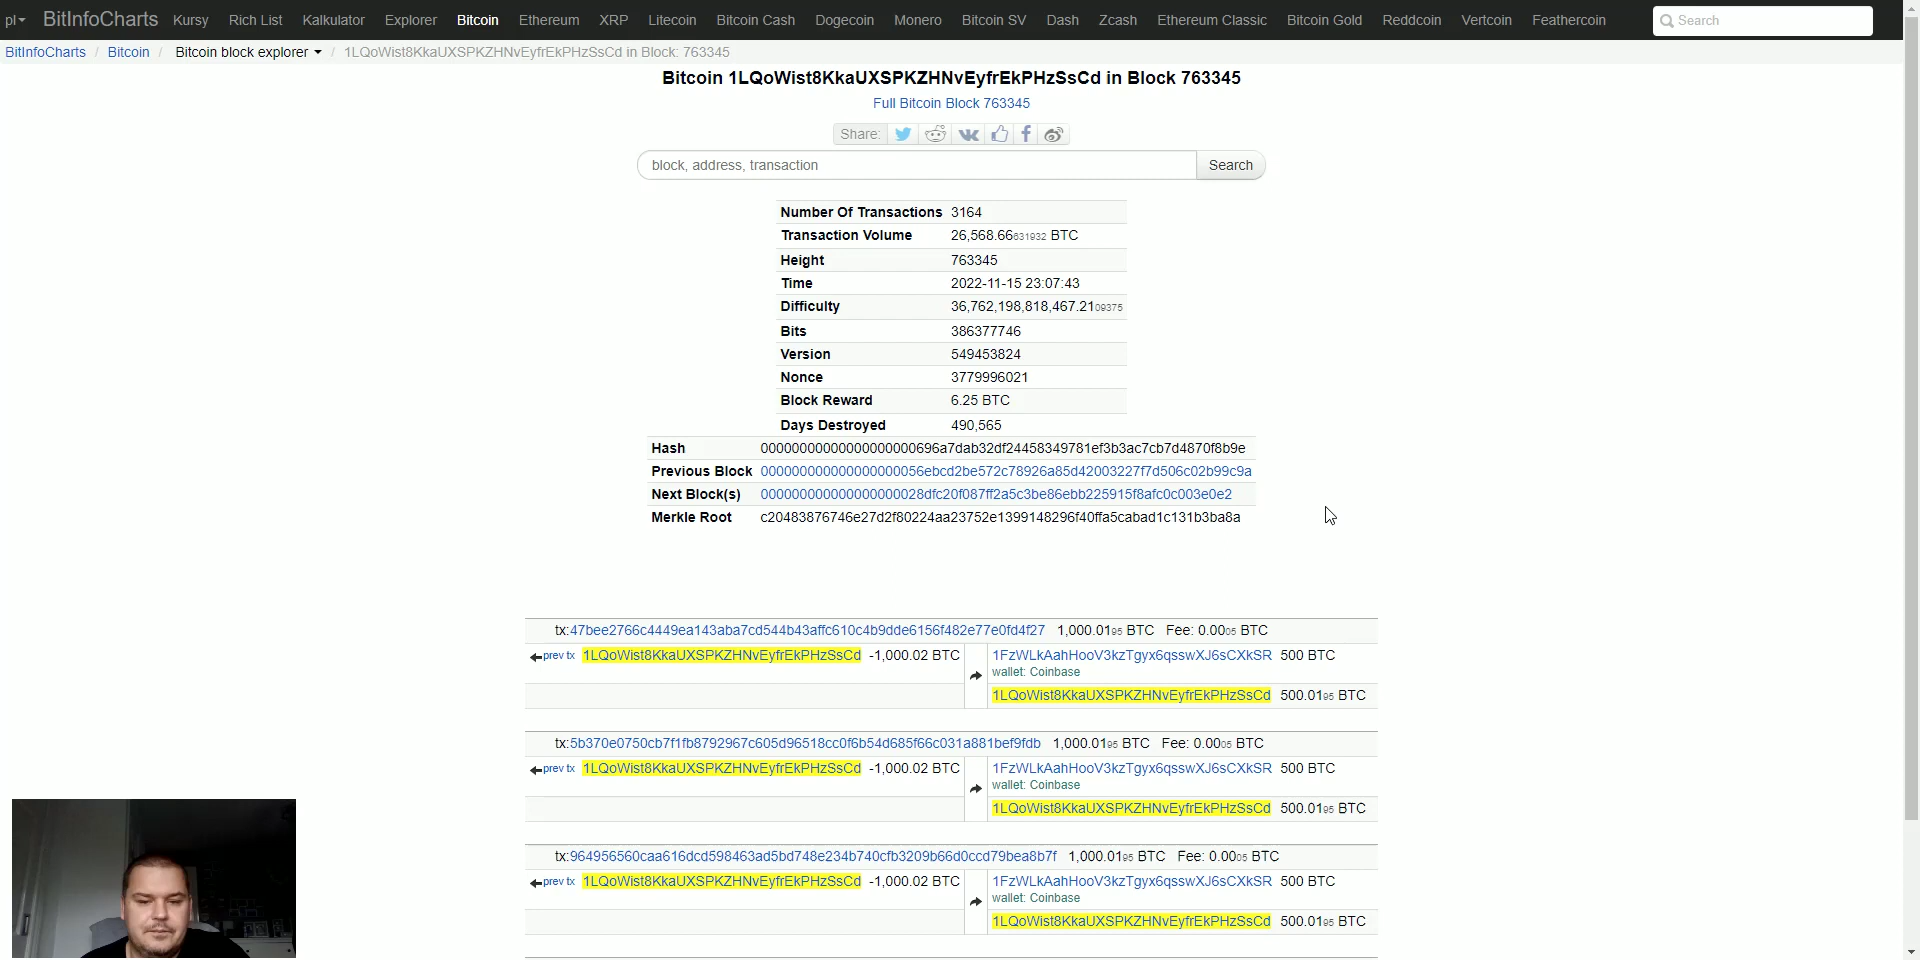 pl BitInfoCharts Kursy Rich List Kalkulator Explorer Bitcoin Ethereum XRP Litecoin Bitcoin Cash Dogecoin Monero Bitcoin SV Dash Zcash Ethereum Classic Bitcoin Gold Reddcoin Vertcoin Feathercoin Search
BitInfoCharts / Bitcoin / Bitcoin block explorer / 1LQoWist8KkaUXSPKZHNvEyfrEkPHzSsCd in Block: 763345
Bitcoin 1LQoWist8KkaUXSPKZHNvEyfrEkPHzSsCd in Block 763345
Full Bitcoin Block 763345
Share:
block, address, transaction Search
Number Of Transactions 3164
Transaction Volume 26,568.66631932 BTC
Height 763345
Time 2022-11-15 23:07:43
Difficulty 36,762,198,818,467.2109375
Bits 386377746
Version 549453824
Nonce 3779996021
Block Reward 6.25 BTC
Days Destroyed 490,565
Hash 00000000000000000000696a7dab32df24458349781ef3b3ac7cb7d4870f8b9e
Previous Block 00000000000000000005​6ebcd2be572c78926a85d42003227f7d506c02b99c9a
Next Block(s) 000000000000000000028dfc20f087ff2a5c3be86ebb225915f8afc0c003e0e2
Merkle Root c20483876746e27d2f80224aa23752e1399148296f40ffa5cabad1c131b3ba8a
tx:47bee2766c4449ea143aba7cd544b43affc610c4b9dde6156f482e77e0fd4f27 1,000.0195 BTC Fee: 0.0005 BTC
prev tx 1LQoWist8KkaUXSPKZHNvEyfrEkPHzSsCd -1,000.02 BTC 1FzWLkAahHooV3kzTgyx6qsswXJ6sCXkSR 500 BTC
wallet: Coinbase
1LQoWist8KkaUXSPKZHNvEyfrEkPHzSsCd 500.0195 BTC
tx:5b370e0750cb7f1fb8792967c605d96518cc0f6b54d685f66c031a881bef9fdb 1,000.0195 BTC Fee: 0.0005 BTC
prev tx 1LQoWist8KkaUXSPKZHNvEyfrEkPHzSsCd -1,000.02 BTC 1FzWLkAahHooV3kzTgyx6qsswXJ6sCXkSR 500 BTC
wallet: Coinbase
1LQoWist8KkaUXSPKZHNvEyfrEkPHzSsCd 500.0195 BTC
tx:964956560caa616dcd598463ad5bd748e234b740cfb3209b66d0ccd79bea8b7f 1,000.0195 BTC Fee: 0.0005 BTC
prev tx 1LQoWist8KkaUXSPKZHNvEyfrEkPHzSsCd -1,000.02 BTC 1FzWLkAahHooV3kzTgyx6qsswXJ6sCXkSR 500 BTC
wallet: Coinbase
1LQoWist8KkaUXSPKZHNvEyfrEkPHzSsCd 500.0195 BTC